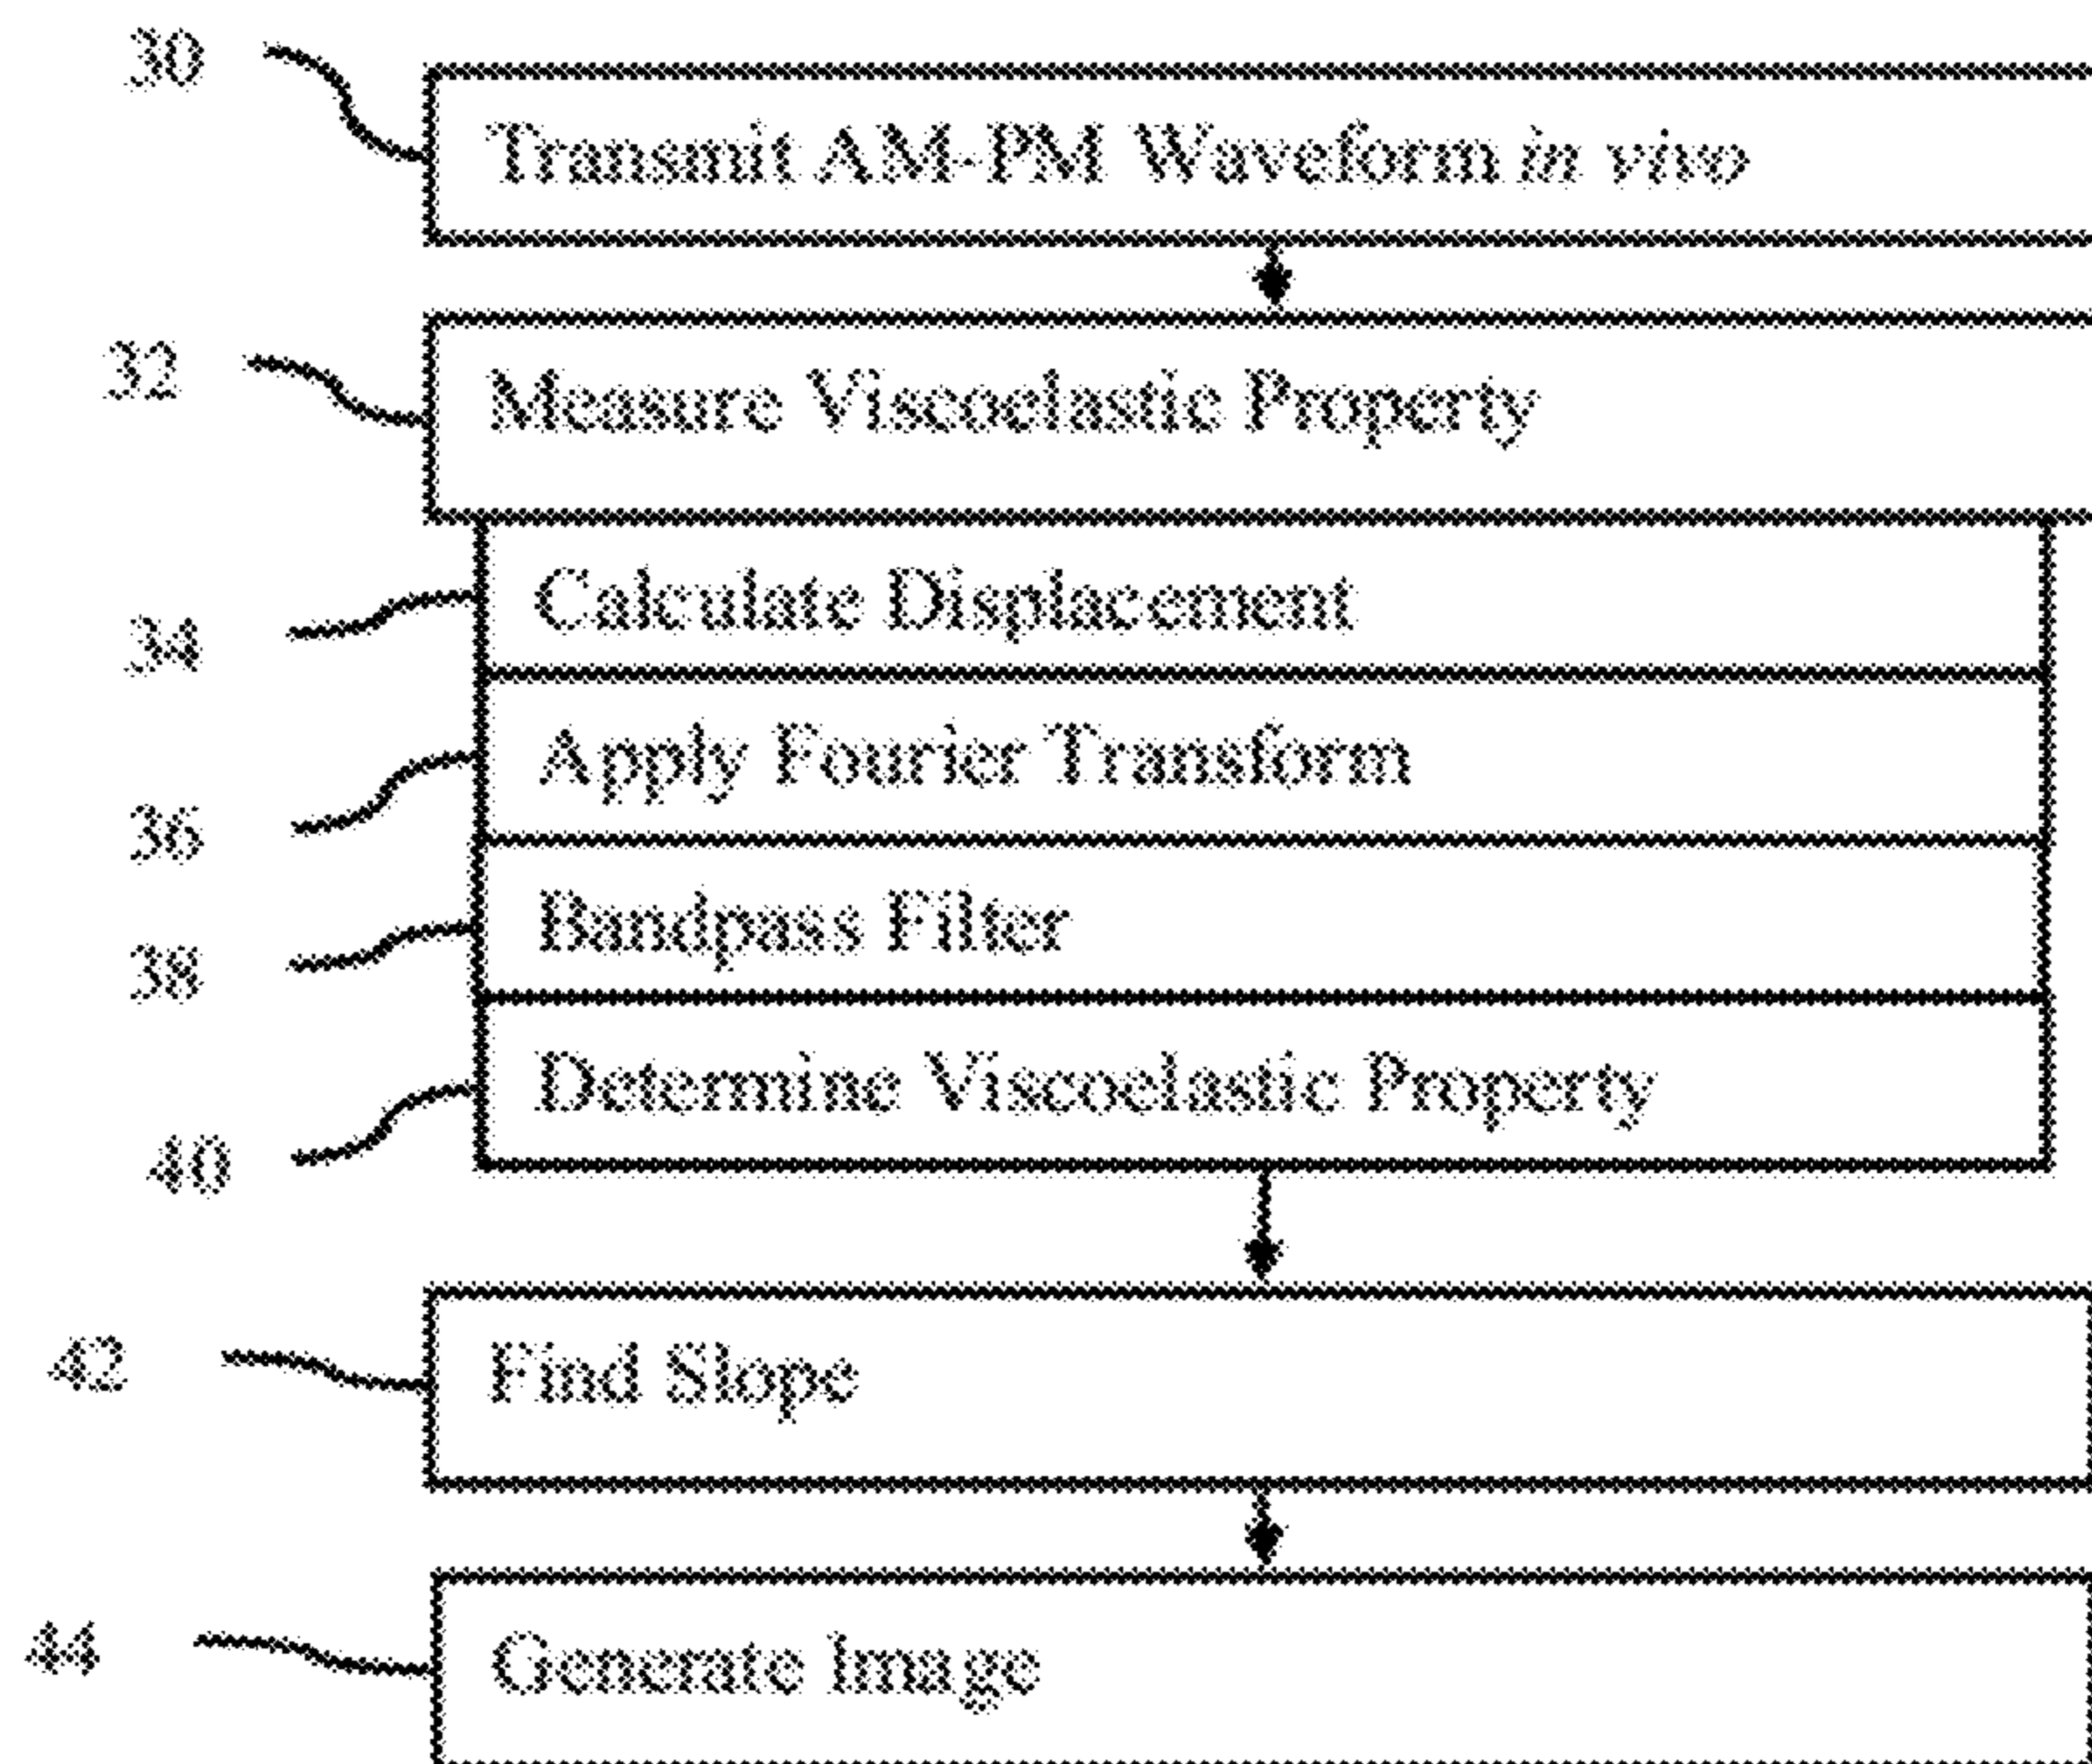 30
Transmit AM-PM Waveform in vivo
32
Measure Viscoelastic Property
34
Calculate Displacement
36
Apply Fourier Transform
38
Bandpass Filter
40
Determine Viscoelastic Property
42
Find Slope
44
Generate Image